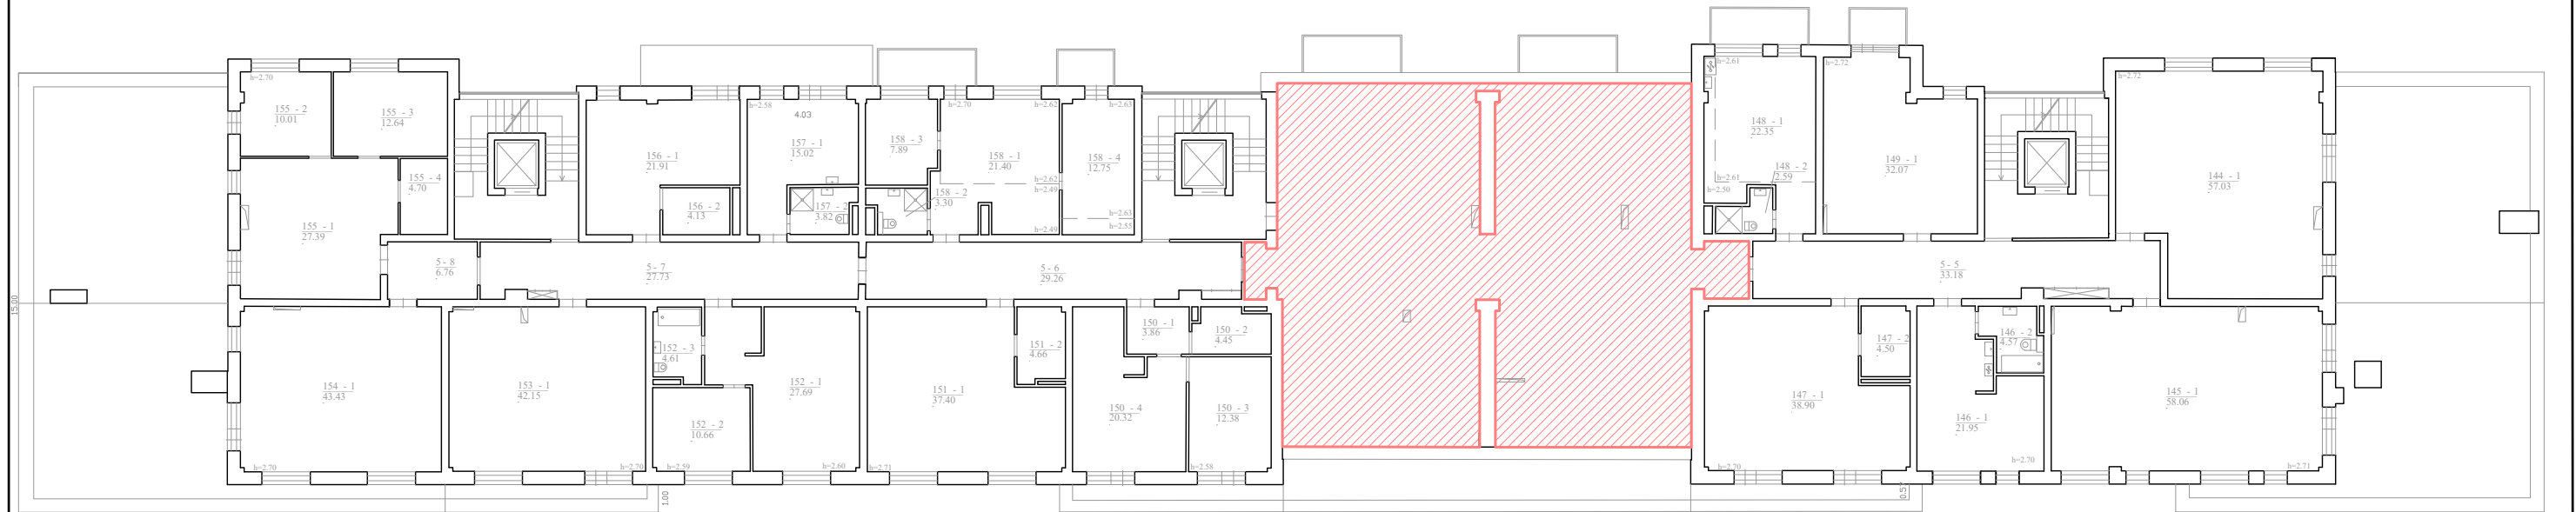 h=2.70
155 - 2
10.01
155 - 3
12.64
155 - 4
4.70
155 - 1
27.39
5 - 8
6.76
5 - 7
27.73
156 - 1
21.91
156 - 2
4.13
h=2.58
4.03
157 - 1
15.02
157 - 2
3.82
158 - 3
7.89
h=2.70
h=2.62
158 - 1
21.40
h=2.62
h=2.49
158 - 2
3.30
h=2.49
h=2.63
158 - 4
12.75
h=2.63
h=2.55
5 - 6
29.26
h=2.61
148 - 1
22.35
148 - 2
2.59
h=2.61
h=2.50
h=2.72
149 - 1
32.07
h=2.72
144 - 1
57.03
5 - 5
33.18
15.00
154 - 1
43.43
h=2.70
153 - 1
42.15
h=2.70
152 - 3
4.61
152 - 2
10.66
h=2.59
152 - 1
27.69
h=2.60
1.00
151 - 1
37.40
h=2.71
151 - 2
4.66
150 - 1
3.86
150 - 2
4.45
150 - 4
20.32
150 - 3
12.38
h=2.58
147 - 1
38.90
h=2.70
147 - 2
4.50
146 - 2
4.57
146 - 1
21.95
h=2.70
145 - 1
58.06
h=2.71